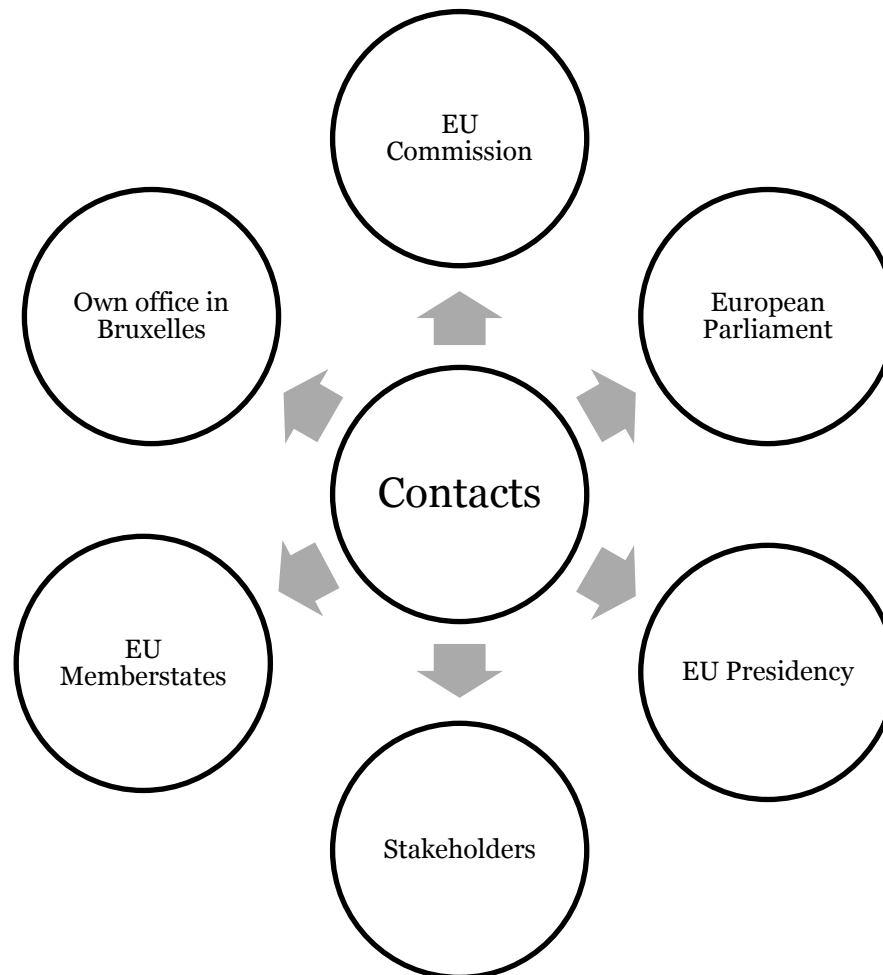 EU
Commission
Own office in
Bruxelles
European
Parliament
Contacts
EU
Memberstates
EU Presidency
Stakeholders